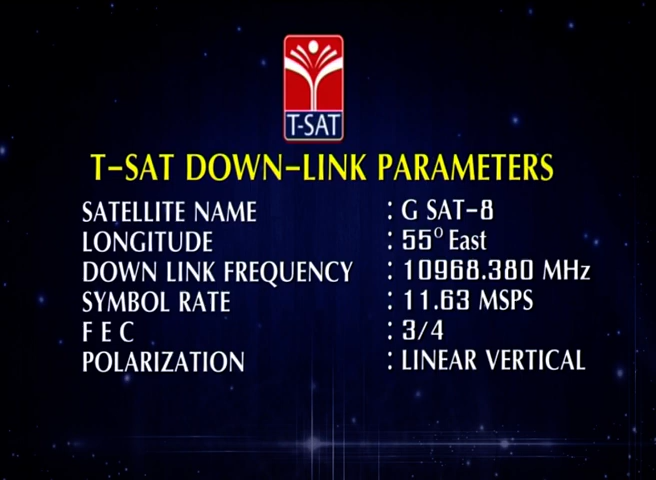 T-SAT
T-SAT DOWN-LINK PARAMETERS
SATELLITE NAME : G SAT-8
LONGITUDE : 55⁰ East
DOWN LINK FREQUENCY : 10968.380 MHz
SYMBOL RATE : 11.63 MSPS
F E C : 3/4
POLARIZATION : LINEAR VERTICAL